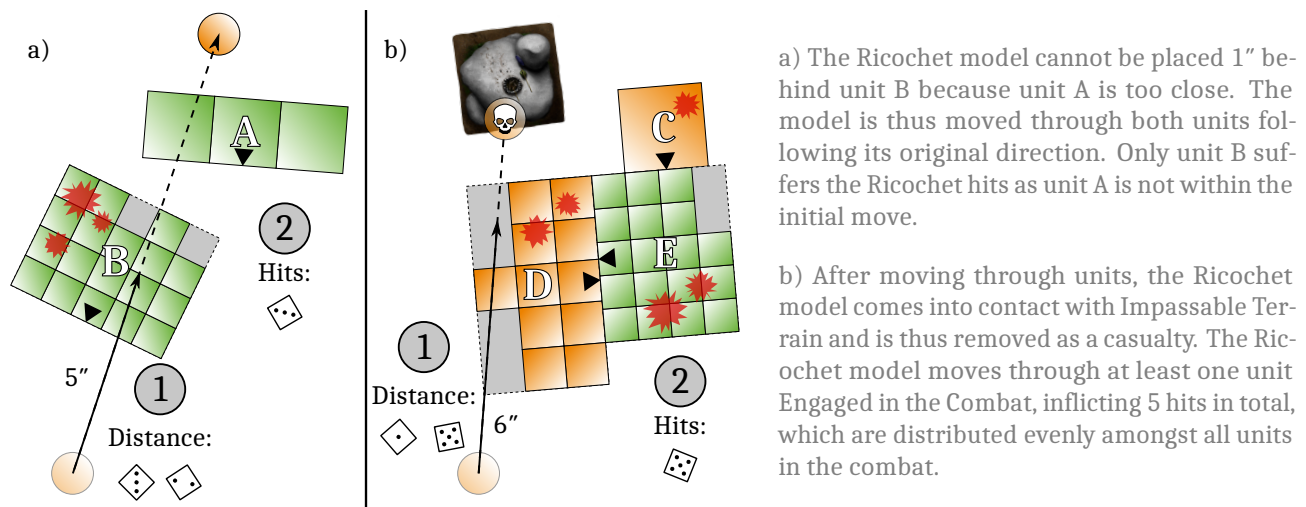 a)
A
B
5″
1
Distance:
2
Hits:
b)
C
D
E
1
Distance:
6″
2
Hits:
a) The Ricochet model cannot be placed 1″ be-
hind unit B because unit A is too close. The
model is thus moved through both units fol-
lowing its original direction. Only unit B suf-
fers the Ricochet hits as unit A is not within the
initial move.
b) After moving through units, the Ricochet
model comes into contact with Impassable Ter-
rain and is thus removed as a casualty. The Ric-
ochet model moves through at least one unit
Engaged in the Combat, inflicting 5 hits in total,
which are distributed evenly amongst all units
in the combat.